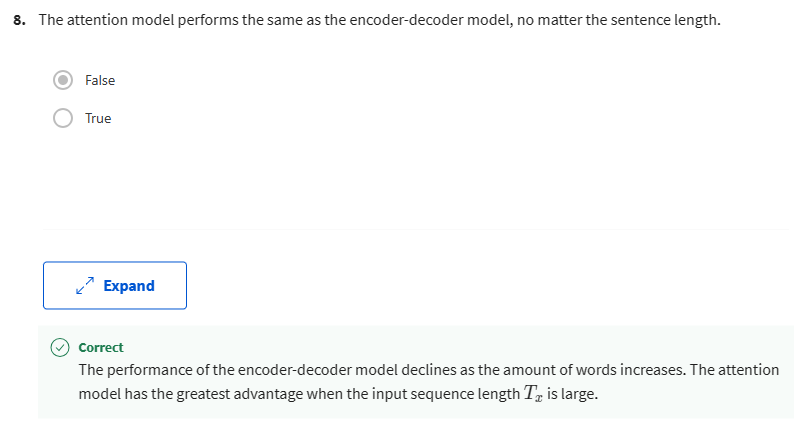 8. The attention model performs the same as the encoder-decoder model, no matter the sentence length.
False
True
Expand
Correct
The performance of the encoder-decoder model declines as the amount of words increases. The attention
model has the greatest advantage when the input sequence length Tₓ is large.